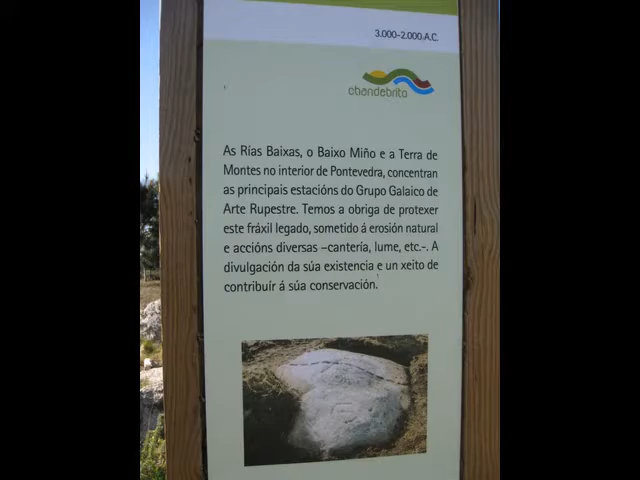 3.000-2.000 A.C.
chandebrito
As Rías Baixas, o Baixo Miño e a Terra de
Montes no interior de Pontevedra, concentran
as principais estacións do Grupo Galaico de
Arte Rupestre. Temos a obriga de protexer
este fráxil legado, sometido á erosión natural
e accións diversas –cantería, lume, etc.-. A
divulgación da súa existencia e un xeito de
contribuír á súa conservación.